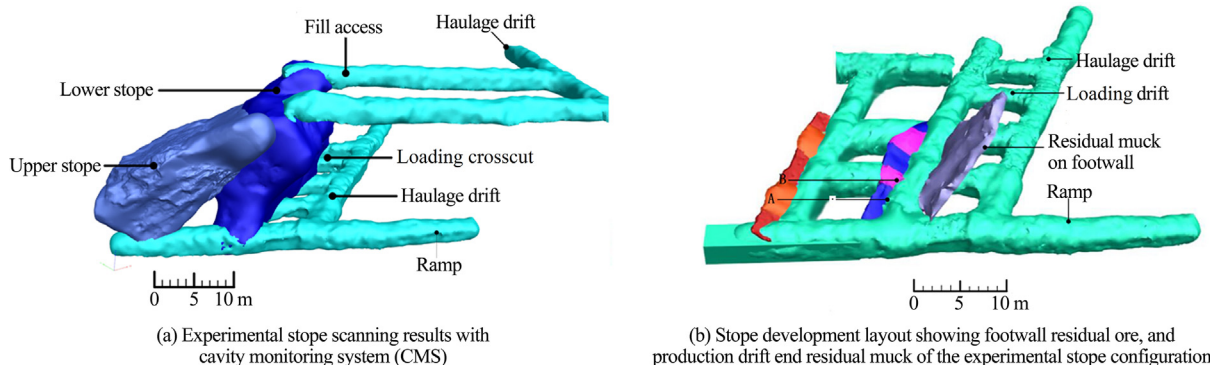 Haulage drift
Fill access
Lower stope
Upper stope
Loading crosscut
Haulage drift
Ramp
0 5 10 m
(a) Experimental stope scanning results with
cavity monitoring system (CMS)
Haulage drift
Loading drift
Residual muck
on footwall
B
A
Ramp
0 5 10 m
(b) Stope development layout showing footwall residual ore, and
production drift end residual muck of the experimental stope configuration